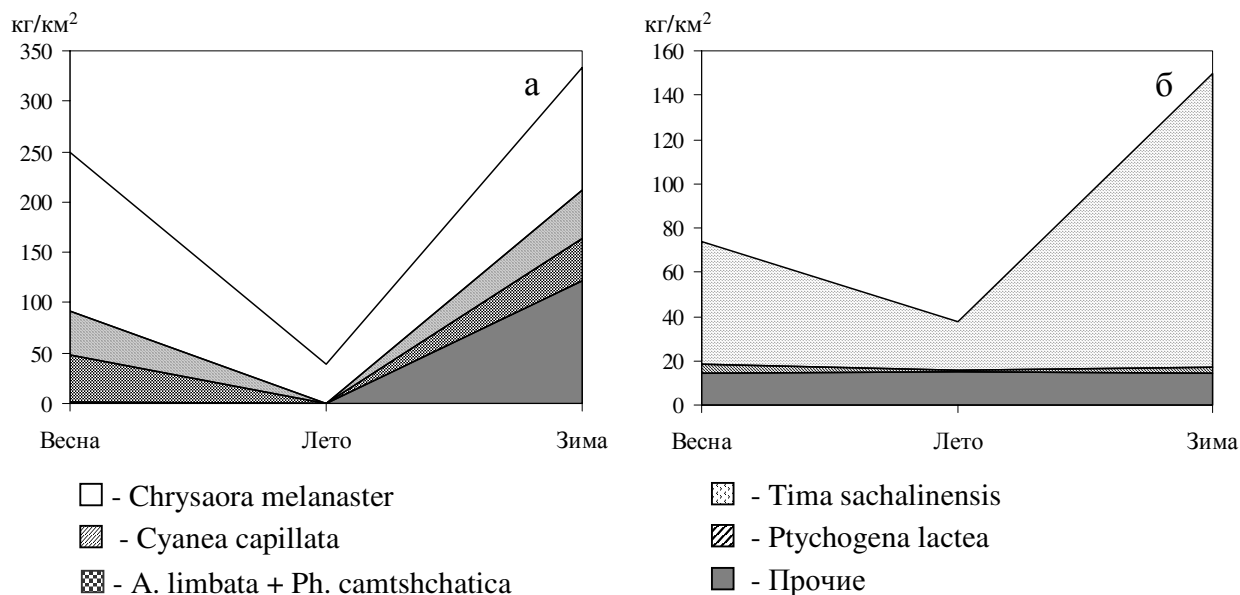 кг/км²
350
300
250
200
150
100
50
0
а
Весна Лето Зима
- Chrysaora melanaster
- Cyanea capillata
- A. limbata + Ph. camtshchatica
кг/км²
160
140
120
100
80
60
40
20
0
б
Весна Лето Зима
- Tima sachalinensis
- Ptychogena lactea
- Прочие